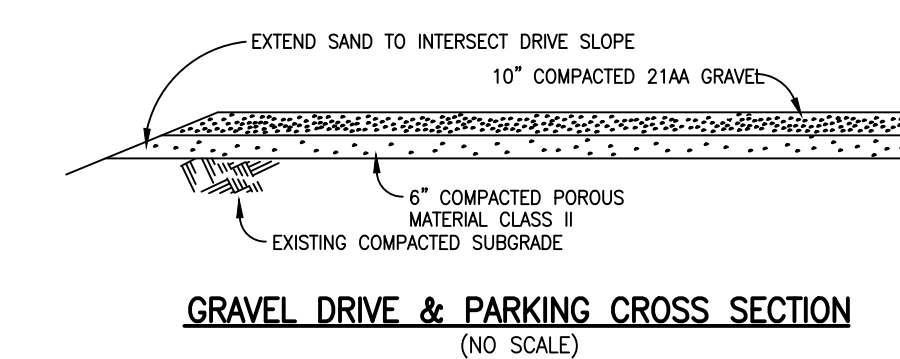 EXTEND SAND TO INTERSECT DRIVE SLOPE
10" COMPACTED 21AA GRAVEL
6" COMPACTED POROUS
MATERIAL CLASS II
EXISTING COMPACTED SUBGRADE
GRAVEL DRIVE & PARKING CROSS SECTION
(NO SCALE)